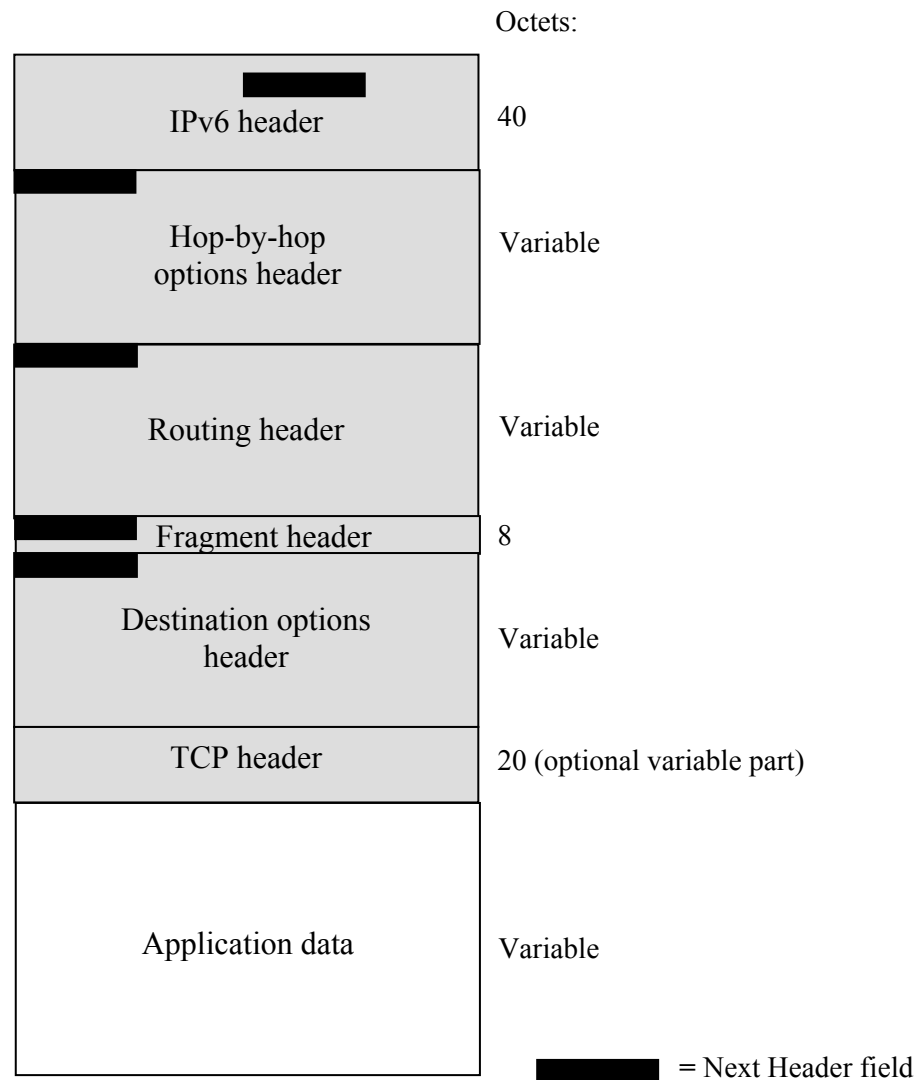 Octets:
IPv6 header
40
Hop-by-hop
options header
Variable
Routing header
Variable
Fragment header
8
Destination options
header
Variable
TCP header
20 (optional variable part)
Application data
Variable
= Next Header field